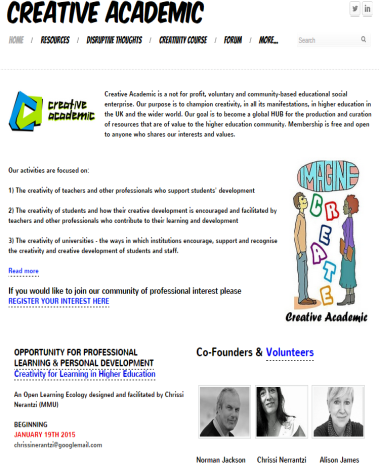 CREATIVE ACADEMIC
HOME / RESOURCES / DISRUPTIVE THOUGHTS / CREATIVITY COURSE / FORUM / MORE... Search
creative
academic
Creative Academic is a not for profit, voluntary and community-based educational social
enterprise. Our purpose is to champion creativity, in all its manifestations, in higher education in
the UK and the wider world. Our goal is to become a global HUB for the production and curation
of resources that are of value to the higher education community. Membership is free and open
to anyone who shares our interests and values.
Our activities are focused on:
1) The creativity of teachers and other professionals who support students' development
2) The creativity of students and how their creative development is encouraged and facilitated by
teachers and other professionals who contribute to their learning and development
3) The creativity of universities - the ways in which institutions encourage, support and recognise
the creativity and creative development of students and staff.
Read more
If you would like to join our community of professional interest please
REGISTER YOUR INTEREST HERE
IMAGINE
CREATE
Creative Academic
OPPORTUNITY FOR PROFESSIONAL
LEARNING & PERSONAL DEVELOPMENT
Creativity for Learning in Higher Education
An Open Learning Ecology designed and facilitated by Chrissi
Nerantzi (MMU)
BEGINNING
JANUARY 19TH 2015
chrissinerantzi@googlemail.com
Co-Founders & Volunteers
Norman Jackson Chrissi Nerrantzi Alison James